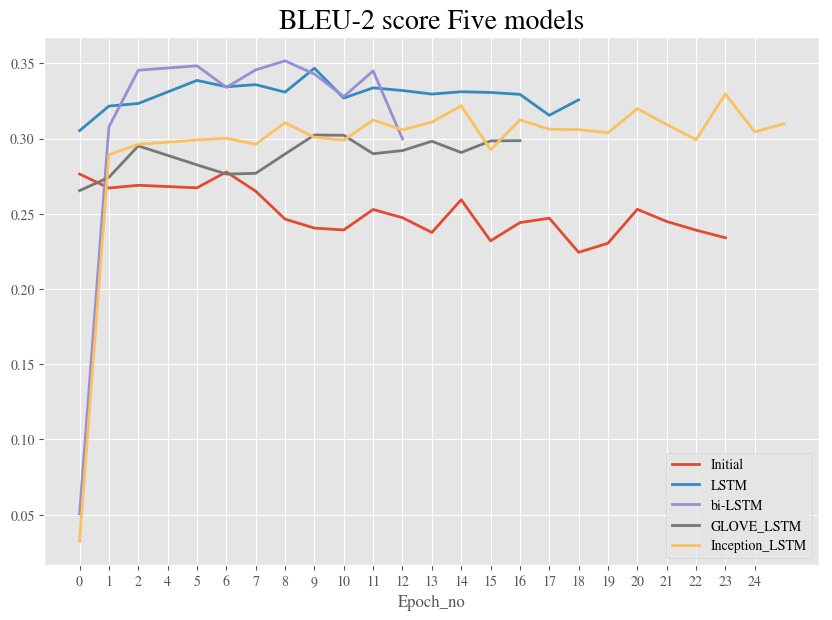 BLEU-2 score Five models
0.35
0.30
0.25
0.20
0.15
0.10
0.05
Initial
LSTM
bi-LSTM
GLOVE_LSTM
Inception_LSTM
0 1 2 4 5 6 7 8 9 10 11 12 13 14 15 16 17 18 19 20 21 22 23 24
Epoch_no